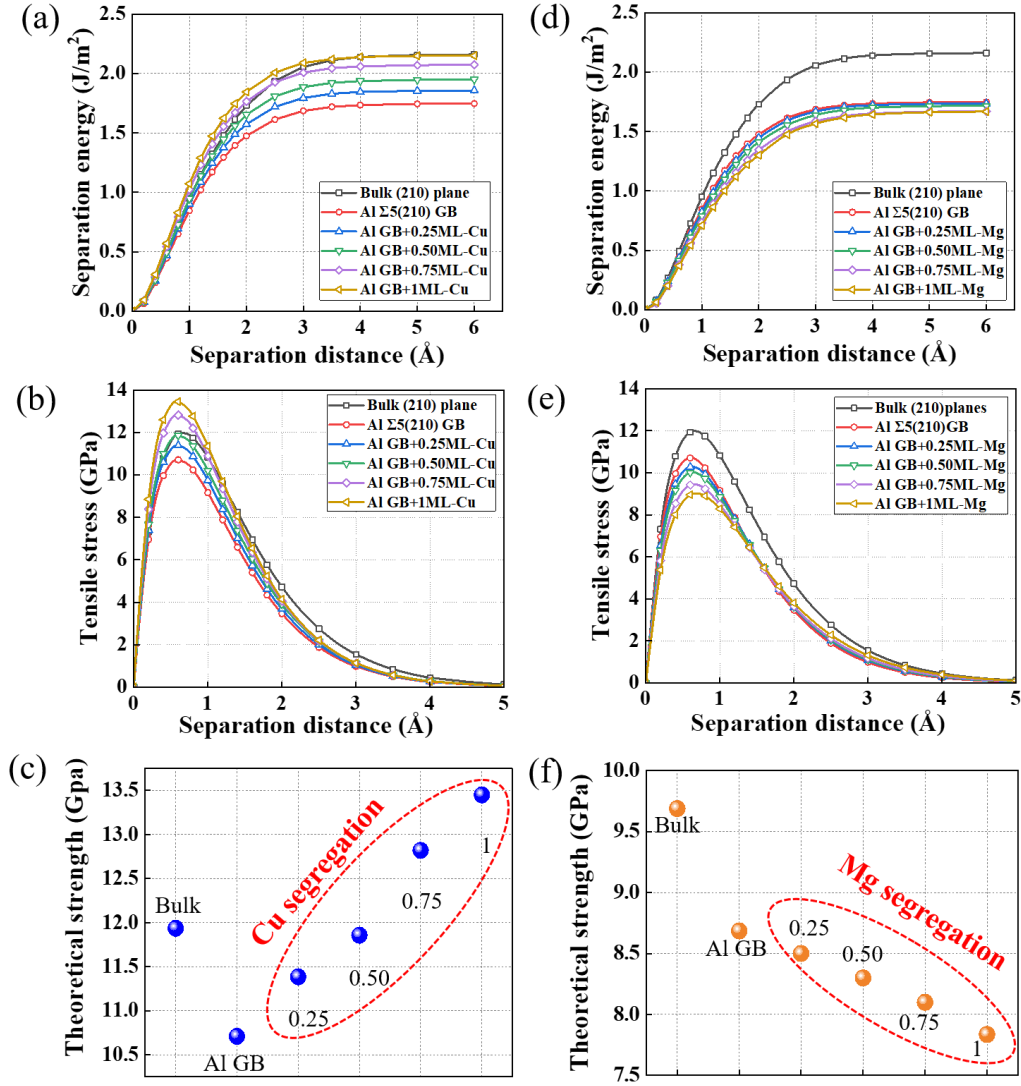 (a)
Separation energy (J/m²)
2.5
2.0
1.5
1.0
0.5
0.0
Bulk (210) plane
Al Σ5(210) GB
Al GB+0.25ML-Cu
Al GB+0.50ML-Cu
Al GB+0.75ML-Cu
Al GB+1ML-Cu
0 1 2 3 4 5 6
Separation distance (Å)
(d)
Separation energy (J/m²)
2.5
2.0
1.5
1.0
0.5
0.0
Bulk (210) plane
Al Σ5(210) GB
Al GB+0.25ML-Mg
Al GB+0.50ML-Mg
Al GB+0.75ML-Mg
Al GB+1ML-Mg
0 1 2 3 4 5 6
Separation distance (Å)
(b)
Tensile stress (GPa)
14
12
10
8
6
4
2
0
Bulk (210) plane
Al Σ5(210) GB
Al GB+0.25ML-Cu
Al GB+0.50ML-Cu
Al GB+0.75ML-Cu
Al GB+1ML-Cu
0 1 2 3 4 5
Separation distance (Å)
(e)
Tensile stress (GPa)
14
12
10
8
6
4
2
0
Bulk (210)planes
Al Σ5(210)GB
Al GB+0.25ML-Mg
Al GB+0.50ML-Mg
Al GB+0.75ML-Mg
Al GB+1ML-Mg
0 1 2 3 4 5
Separation distance (Å)
(c)
Theoretical strength (Gpa)
13.5
13.0
12.5
12.0
11.5
11.0
10.5
Bulk
Al GB
Cu segregation
0.25
0.50
0.75
1
(f)
Theoretical strength (GPa)
10.0
9.5
9.0
8.5
8.0
7.5
Bulk
Al GB
Mg segregation
0.25
0.50
0.75
1